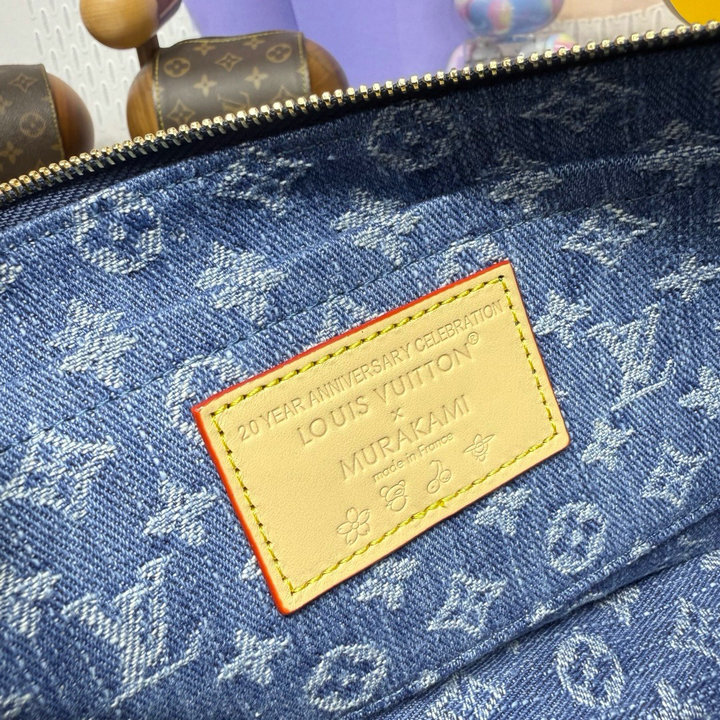 20 YEAR ANNIVERSARY CELEBRATION
LOUIS VUITTON®
×
MURAKAMI
made in France